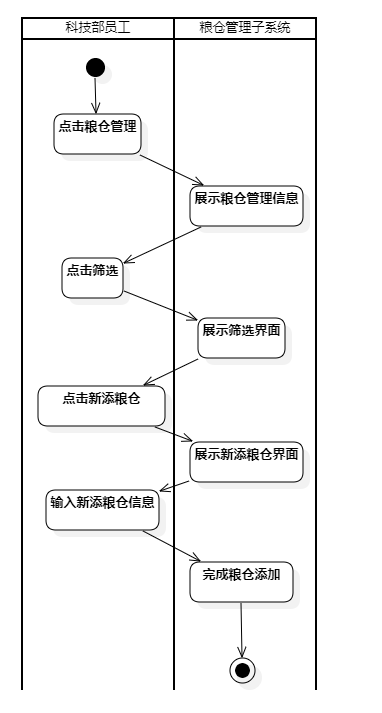 科技部员工
粮仓管理子系统
点击粮仓管理
展示粮仓管理信息
点击筛选
展示筛选界面
点击新添粮仓
展示新添粮仓界面
输入新添粮仓信息
完成粮仓添加